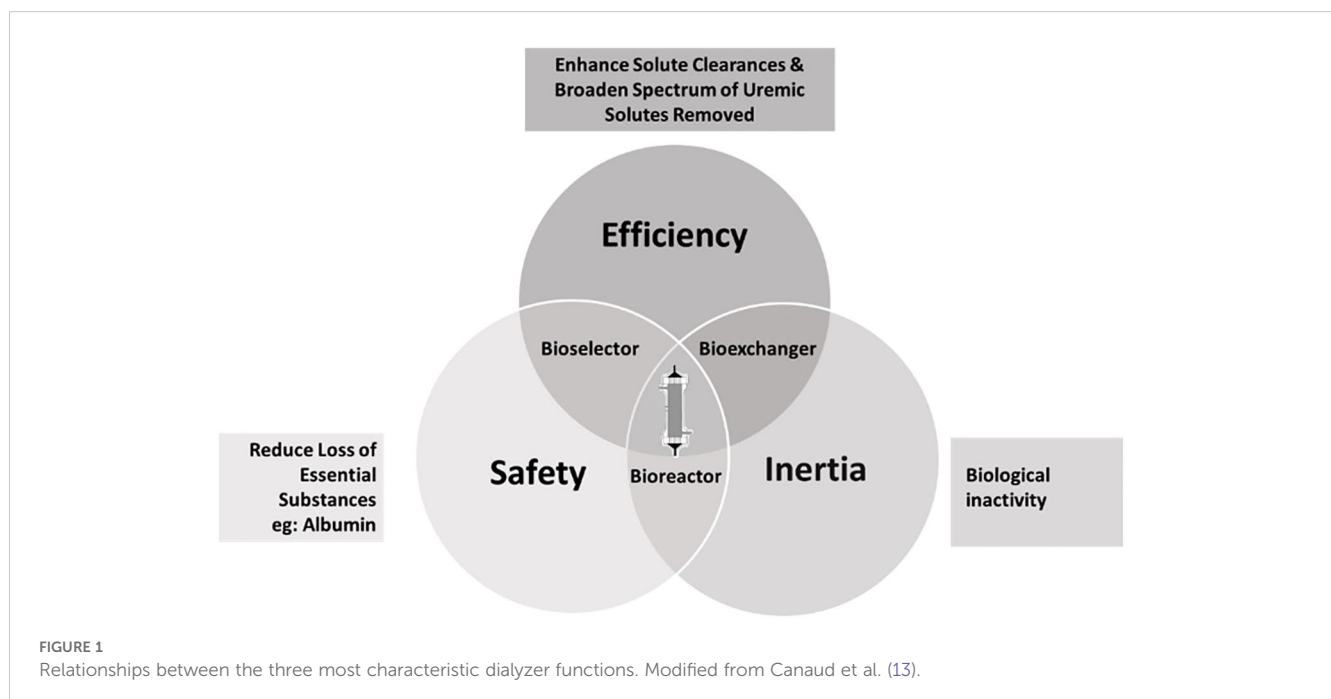 Enhance Solute Clearances &
Broaden Spectrum of Uremic
Solutes Removed
Efficiency
Bioselector
Bioexchanger
Safety
Bioreactor
Inertia
Reduce Loss of
Essential
Substances
eg: Albumin
Biological
inactivity
FIGURE 1
Relationships between the three most characteristic dialyzer functions. Modified from Canaud et al. (13).